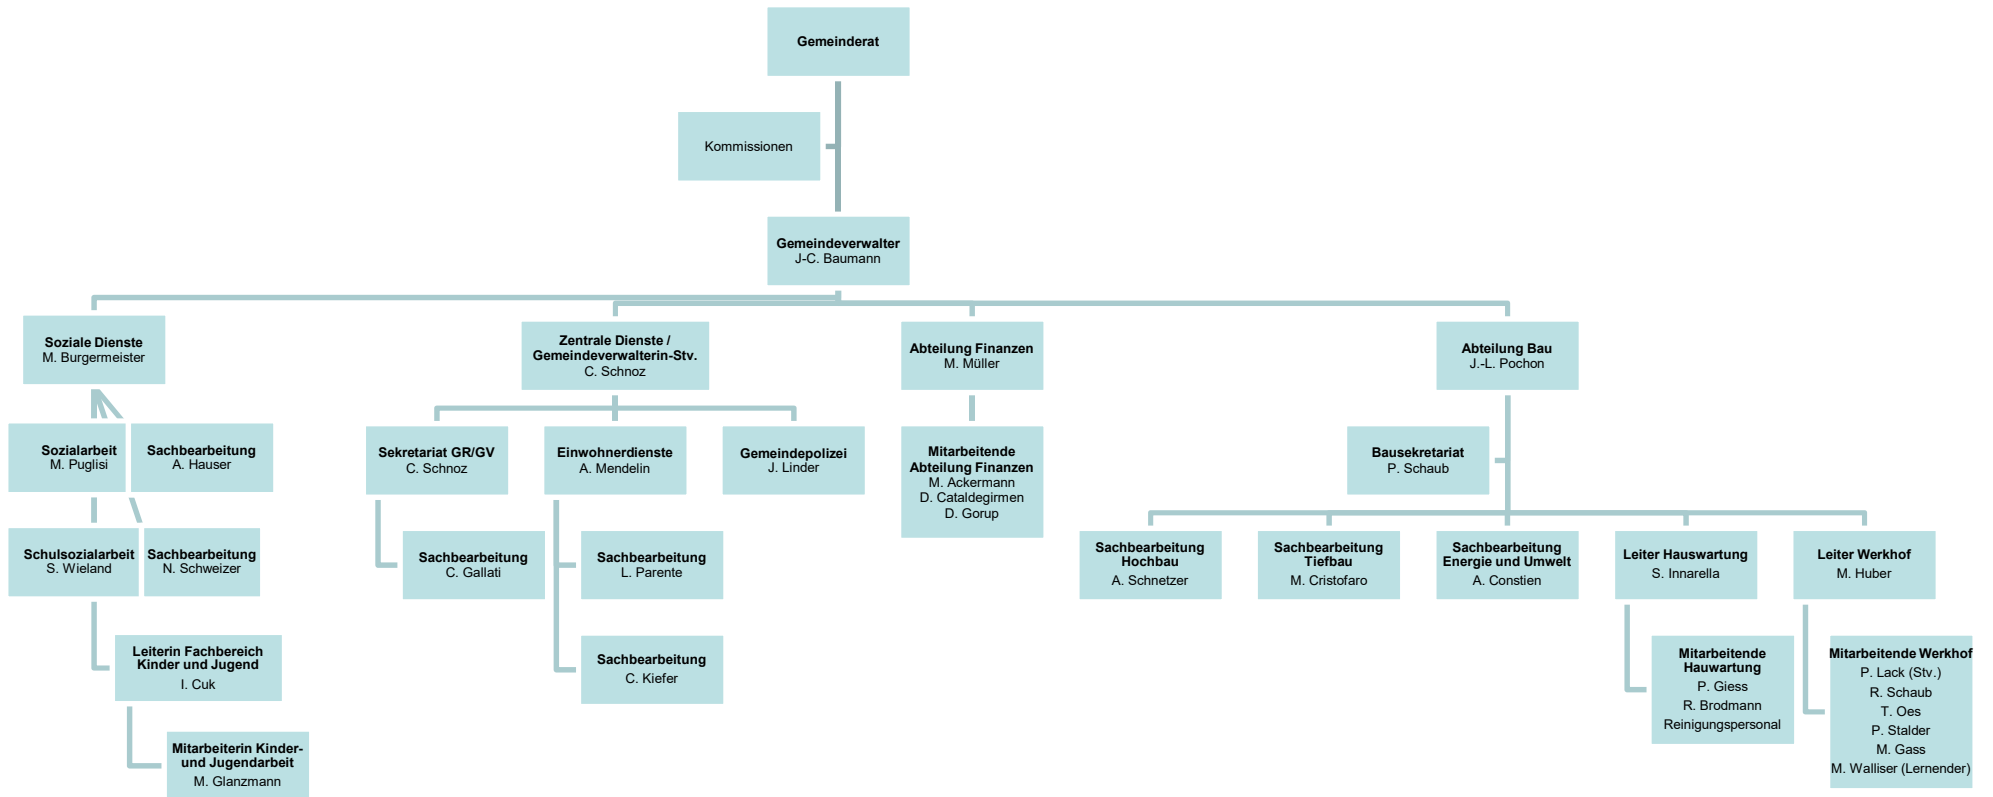 Gemeinderat
Kommissionen
Gemeindeverwalter
J-C. Baumann
Soziale Dienste
M. Burgermeister
Zentrale Dienste /
Gemeindeverwalterin-Stv.
C. Schnoz
Abteilung Finanzen
M. Müller
Abteilung Bau
J.-L. Pochon
Sozialarbeit
M. Puglisi
Sachbearbeitung
A. Hauser
Sekretariat GR/GV
C. Schnoz
Einwohnerdienste
A. Mendelin
Gemeindepolizei
J. Linder
Mitarbeitende
Abteilung Finanzen
M. Ackermann
D. Cataldegirmen
D. Gorup
Bausekretariat
P. Schaub
Schulsozialarbeit
S. Wieland
Sachbearbeitung
N. Schweizer
Sachbearbeitung
C. Gallati
Sachbearbeitung
L. Parente
Sachbearbeitung
Hochbau
A. Schnetzer
Sachbearbeitung
Tiefbau
M. Cristofaro
Sachbearbeitung
Energie und Umwelt
A. Constien
Leiter Hauswartung
S. Innarella
Leiter Werkhof
M. Huber
Leiterin Fachbereich
Kinder und Jugend
I. Cuk
Sachbearbeitung
C. Kiefer
Mitarbeitende
Hauwartung
P. Giess
R. Brodmann
Reinigungspersonal
Mitarbeitende Werkhof
P. Lack (Stv.)
R. Schaub
T. Oes
P. Stalder
M. Gass
M. Walliser (Lernender)
Mitarbeiterin Kinder-
und Jugendarbeit
M. Glanzmann